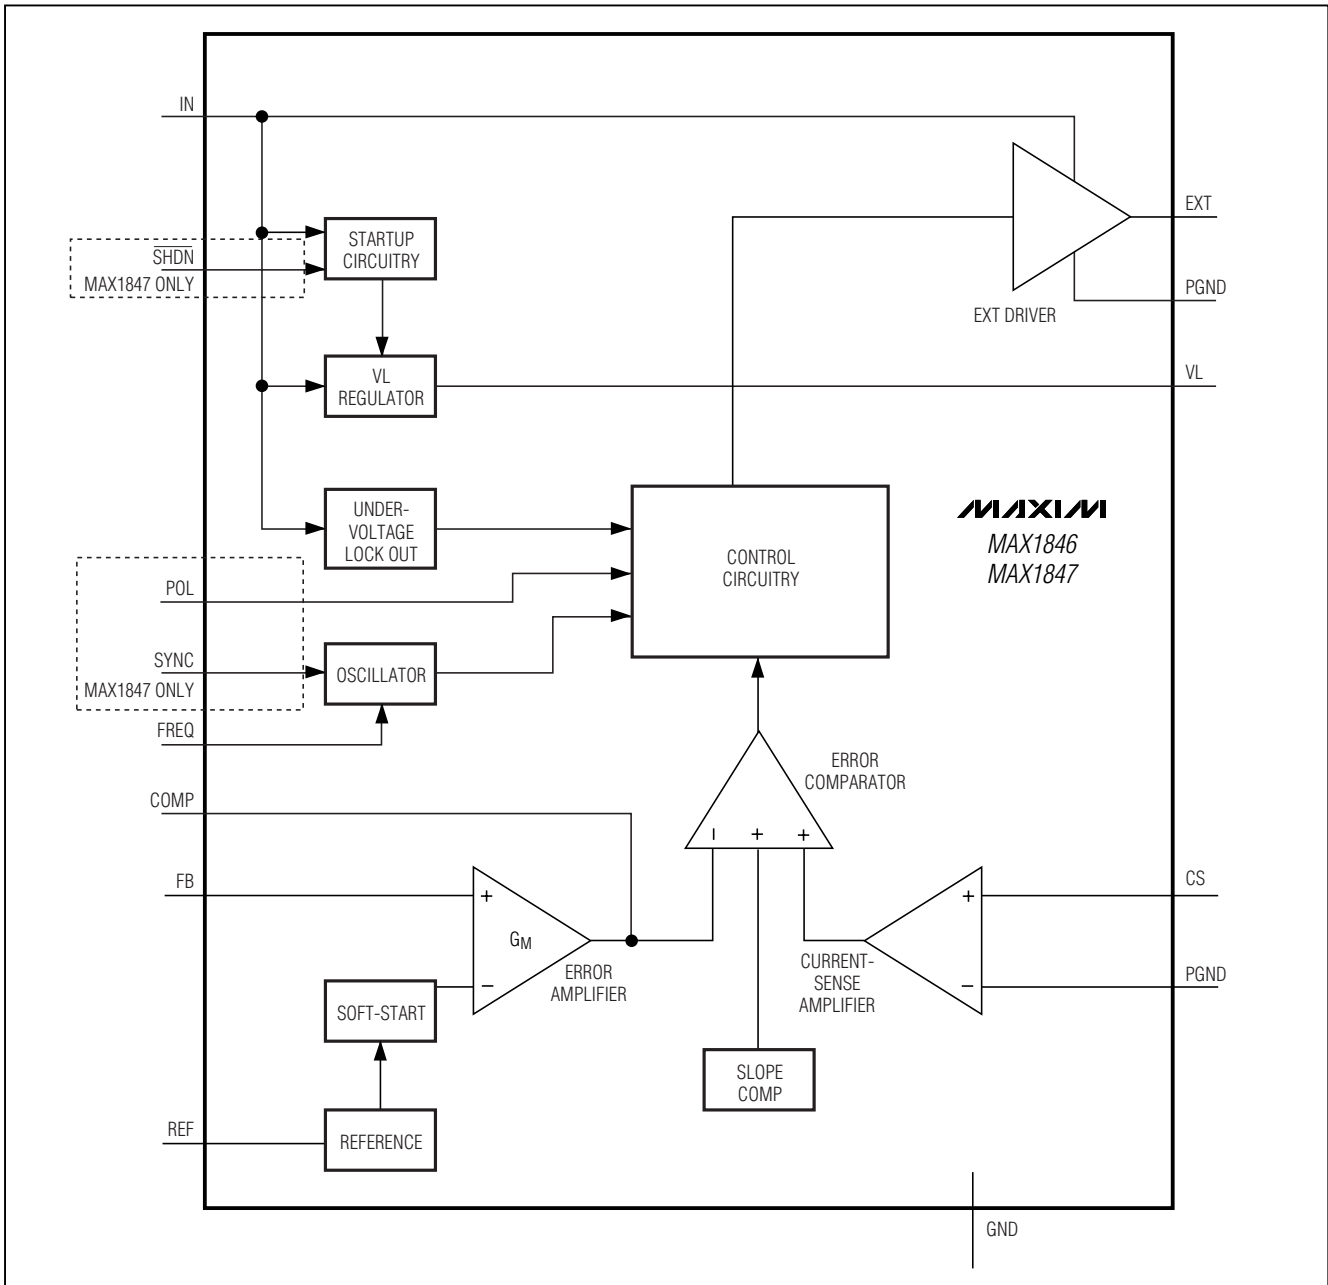 IN
EXT
STARTUP
CIRCUITRY
SHDN
MAX1847 ONLY
PGND
EXT DRIVER
VL
REGULATOR
VL
UNDER-
VOLTAGE
LOCK OUT
CONTROL
CIRCUITRY
MAXIM
MAX1846
MAX1847
POL
SYNC
MAX1847 ONLY
OSCILLATOR
FREQ
ERROR
COMPARATOR
COMP
− + +
FB
+
GM
−
ERROR
AMPLIFIER
CURRENT-
SENSE
AMPLIFIER
+
−
CS
PGND
SOFT-START
SLOPE
COMP
REF
REFERENCE
GND